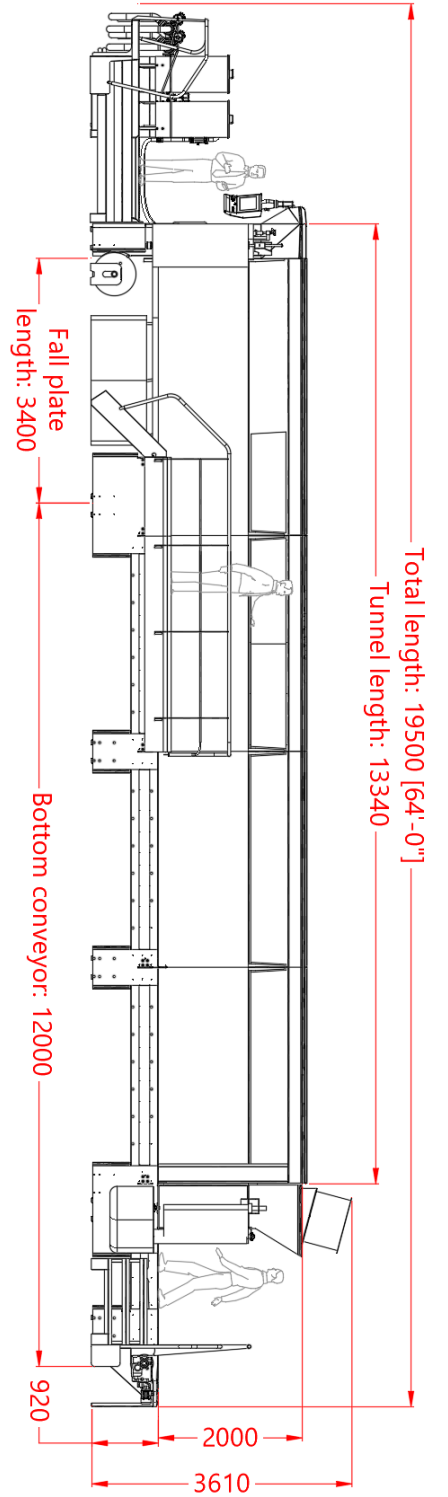 Total length: 19500 [64'-0"]
Tunnel length: 13340
Fall plate
length: 3400
Bottom conveyor: 12000
920
2000
3610